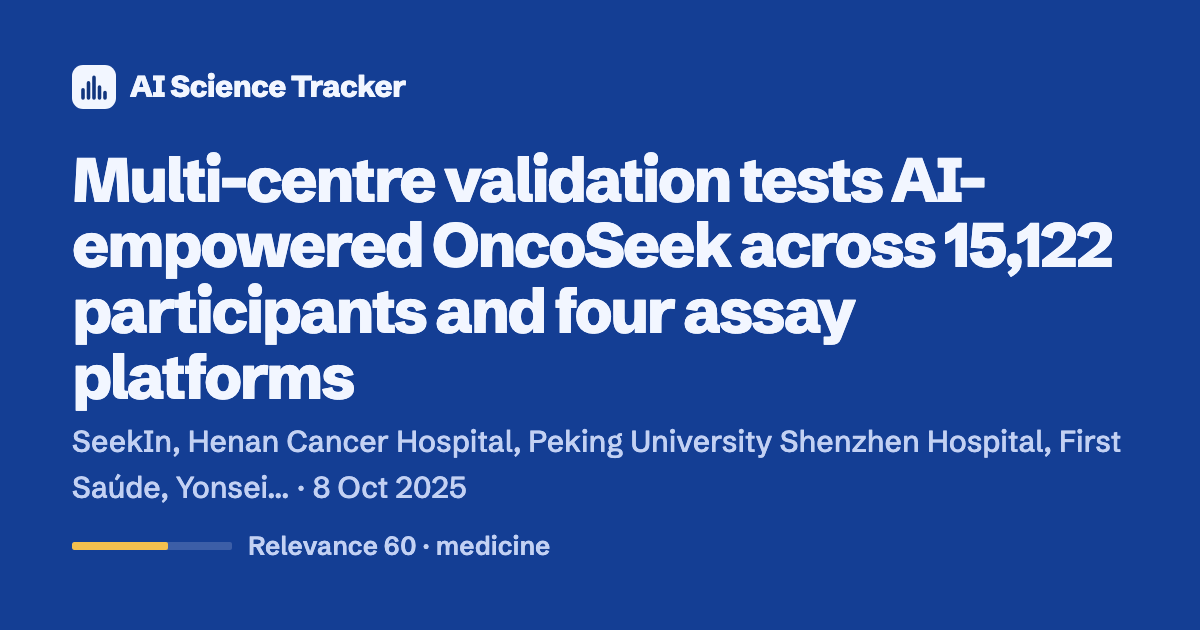 AI Science Tracker
Multi-centre validation tests AI-
empowered OncoSeek across 15,122
participants and four assay
platforms
SeekIn, Henan Cancer Hospital, Peking University Shenzhen Hospital, First
Saúde, Yonsei... · 8 Oct 2025
Relevance 60 · medicine